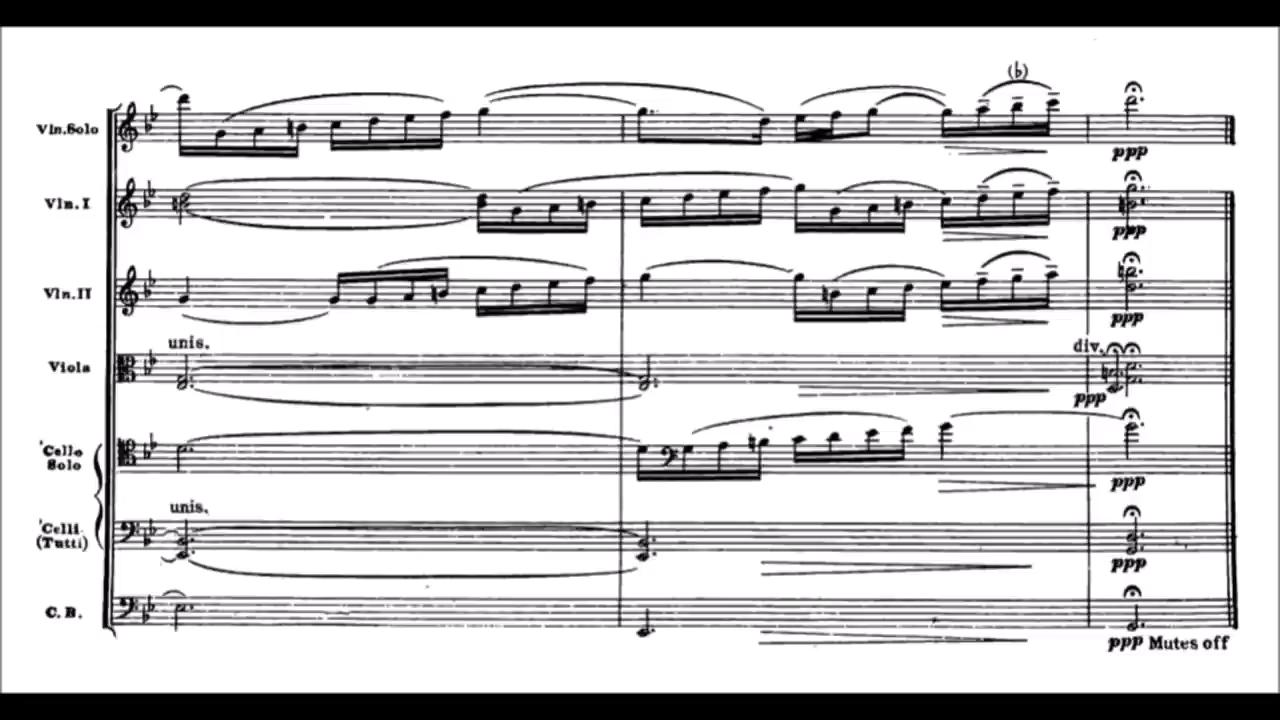 (♭)
Vln.Solo
ppp
Vln.I
ppp
Vln.II
ppp
unis.
div.
Viola
ppp
'Cello
Solo
ppp
unis.
'Celli
(Tutti)
ppp
C.B.
ppp Mutes off